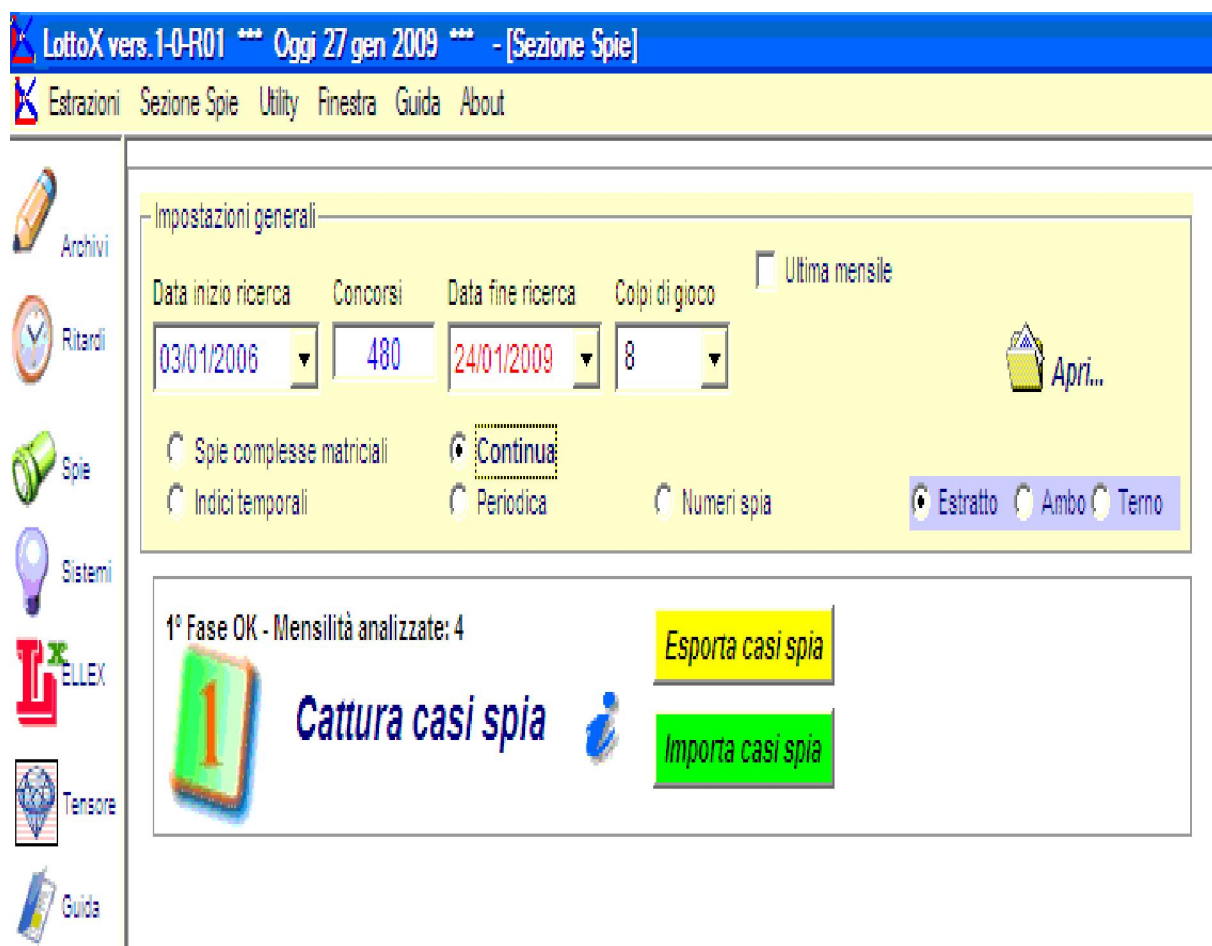 LottoX vers.1-0-R01 *** Oggi 27 gen 2009 *** - [Sezione Spie]
Estrazioni Sezione Spie Utility Finestra Guida About
Archivi
Ritardi
Spie
Sistemi
Lx ELLEX
Tensore
Guida
Impostazioni generali
Ultima mensile
Data inizio ricerca Concorsi Data fine ricerca Colpi di gioco
03/01/2006 480 24/01/2009 8
Apri...
Spie complesse matriciali Continua
Indici temporali Periodica Numeri spia Estratto Ambo Terno
1° Fase OK - Mensilità analizzate: 4
Esporta casi spia
1 Cattura casi spia i
Importa casi spia